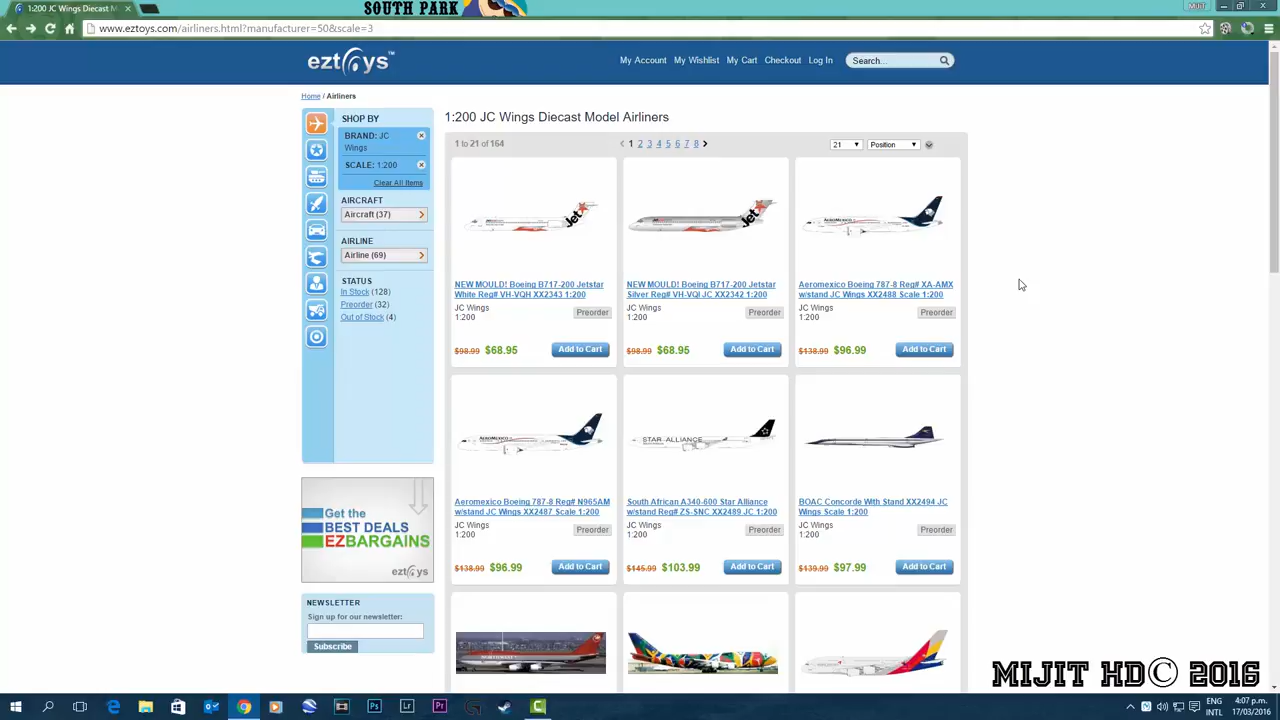 SOUTH PARK
1:200 JC Wings Diecast Model
MIJIT
www.eztoys.com/airliners.html?manufacturer=50&scale=3
eztoys™
My Account My Wishlist My Cart Checkout Log In
Search...
Home / Airliners
SHOP BY
BRAND: JC
Wings
SCALE: 1:200
Clear All Items
AIRCRAFT
Aircraft (37)
AIRLINE
Airline (69)
STATUS
In Stock (128)
Preorder (32)
Out of Stock (4)
Get the
BEST DEALS
EZBARGAINS
eztoys
NEWSLETTER
Sign up for our newsletter:
Subscribe
1:200 JC Wings Diecast Model Airliners
1 to 21 of 164
1 2 3 4 5 6 7 8
21
Position
Jet
NEW MOULD! Boeing B717-200 Jetstar
White Reg# VH-VQH XX2343 1:200
JC Wings
1:200
Preorder
$98.99 $68.95
Add to Cart
Jet
NEW MOULD! Boeing B717-200 Jetstar
Silver Reg# VH-VQI JC XX2342 1:200
JC Wings
1:200
Preorder
$98.99 $68.95
Add to Cart
AEROMEXICO
Aeromexico Boeing 787-8 Reg# XA-AMX
w/stand JC Wings XX2488 Scale 1:200
JC Wings
1:200
Preorder
$138.99 $96.99
Add to Cart
AEROMEXICO
Aeromexico Boeing 787-8 Reg# N965AM
w/stand JC Wings XX2487 Scale 1:200
JC Wings
1:200
Preorder
$138.99 $96.99
Add to Cart
STAR ALLIANCE
South African A340-600 Star Alliance
w/stand Reg# ZS-SNC XX2489 JC 1:200
JC Wings
1:200
Preorder
$145.99 $103.99
Add to Cart
BOAC Concorde With Stand XX2494 JC
Wings Scale 1:200
JC Wings
1:200
Preorder
$139.99 $97.99
Add to Cart
MIJIT HD© 2016
ENG
INTL
4:07 p.m.
17/03/2016